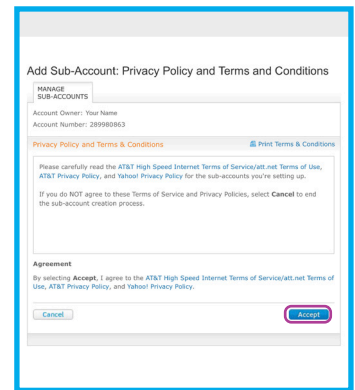 Add Sub-Account: Privacy Policy and Terms and Conditions
MANAGE
SUB-ACCOUNTS
Account Owner: Your Name
Account Number: 289980863
Privacy Policy and Terms & Conditions
Print Terms & Conditions
Please carefully read the AT&T High Speed Internet Terms of Service/att.net Terms of Use,
AT&T Privacy Policy, and Yahoo! Privacy Policy for the sub-accounts you're setting up.
If you do NOT agree to these Terms of Service and Privacy Policies, select Cancel to end
the sub-account creation process.
Agreement
By selecting Accept, I agree to the AT&T High Speed Internet Terms of Service/att.net Terms of
Use, AT&T Privacy Policy, and Yahoo! Privacy Policy.
Cancel
Accept